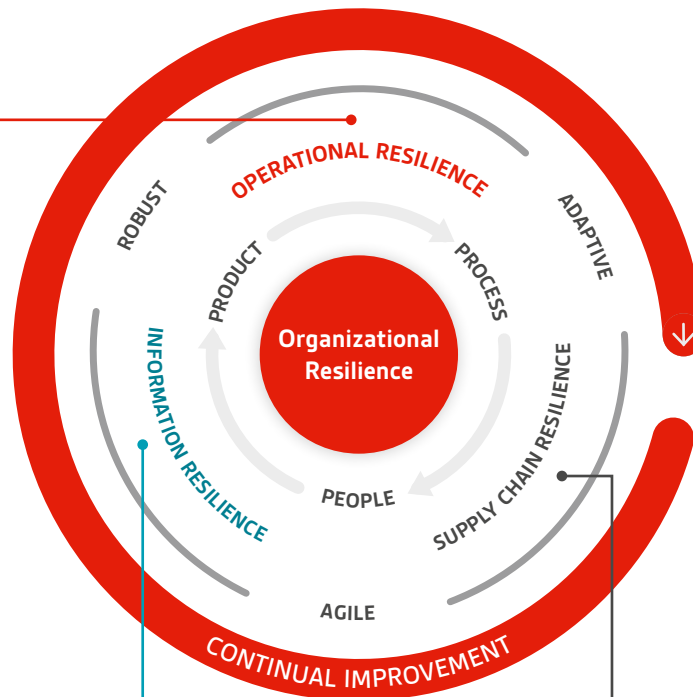 OPERATIONAL RESILIENCE
ROBUST
ADAPTIVE
PRODUCT
PROCESS
Organizational
Resilience
INFORMATION RESILIENCE
SUPPLY CHAIN RESILIENCE
PEOPLE
AGILE
CONTINUAL IMPROVEMENT